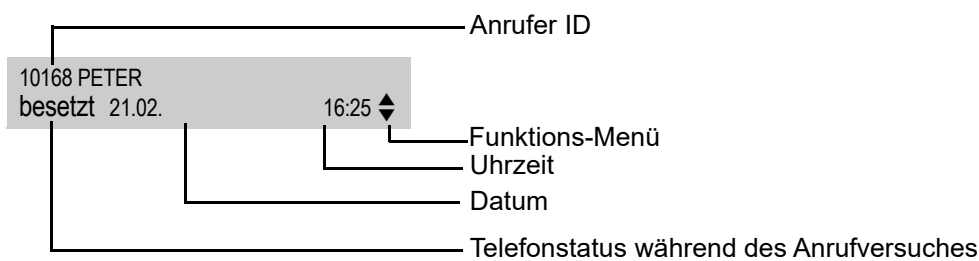 Anrufer ID
10168 PETER
besetzt 21.02. 16:25
Funktions-Menü
Uhrzeit
Datum
Telefonstatus während des Anrufversuches